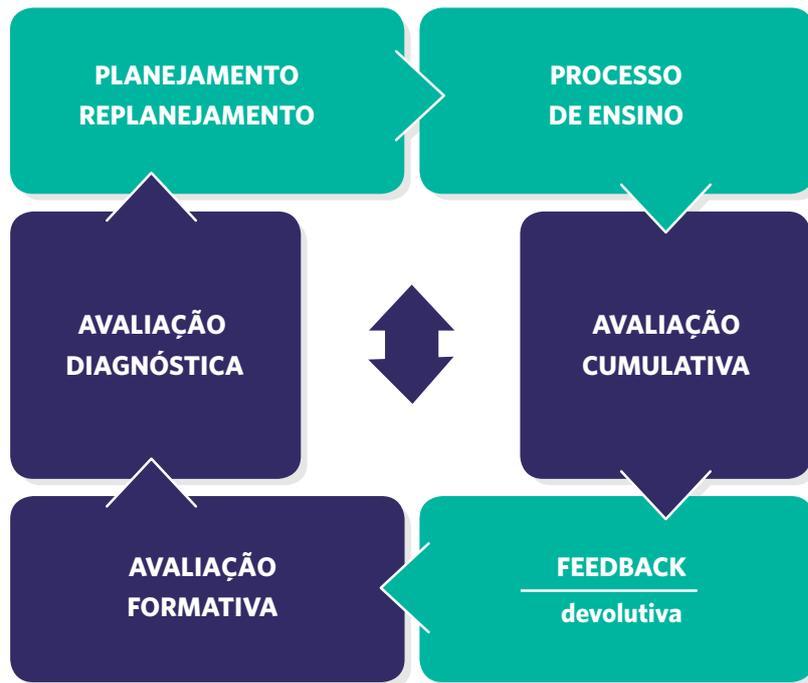 PLANEJAMENTO
REPLANEJAMENTO
PROCESSO
DE ENSINO
AVALIAÇÃO
DIAGNÓSTICA
AVALIAÇÃO
CUMULATIVA
AVALIAÇÃO
FORMATIVA
FEEDBACK
devolutiva